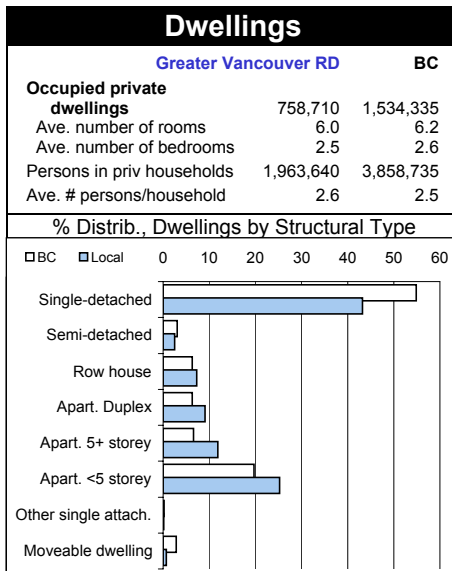 Dwellings
Greater Vancouver RD BC
Occupied private
dwellings 758,710 1,534,335
Ave. number of rooms 6.0 6.2
Ave. number of bedrooms 2.5 2.6
Persons in priv households 1,963,640 3,858,735
Ave. # persons/household 2.6 2.5
% Distrib., Dwellings by Structural Type
BC Local 0 10 20 30 40 50 60
Single-detached
Semi-detached
Row house
Apart. Duplex
Apart. 5+ storey
Apart. <5 storey
Other single attach.
Moveable dwelling